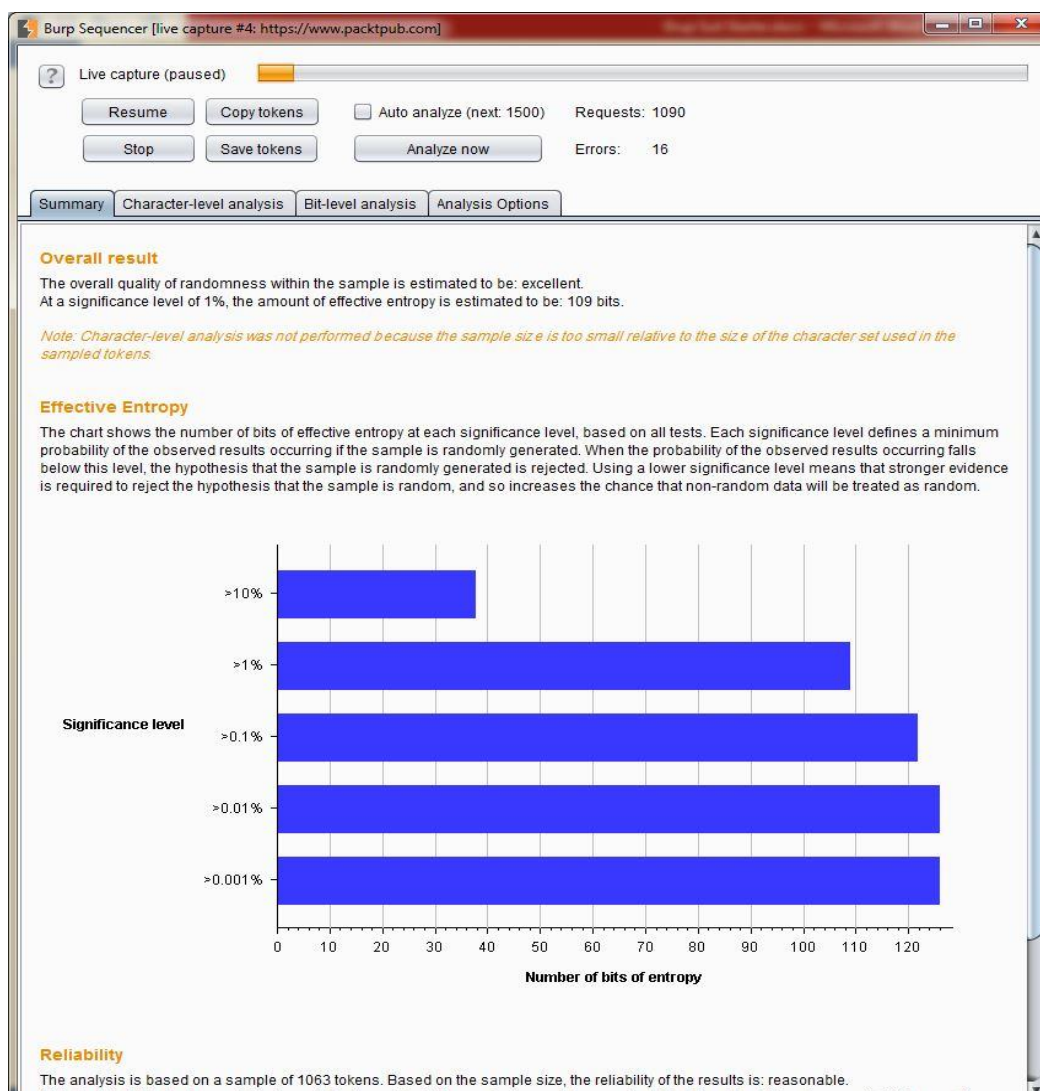 Burp Sequencer [live capture #4: https://www.packtpub.com]
?
Live capture (paused)
Resume
Copy tokens
Auto analyze (next: 1500)
Requests: 1090
Stop
Save tokens
Analyze now
Errors: 16
Summary
Character-level analysis
Bit-level analysis
Analysis Options
Overall result
The overall quality of randomness within the sample is estimated to be: excellent.
At a significance level of 1%, the amount of effective entropy is estimated to be: 109 bits.
Note: Character-level analysis was not performed because the sample size is too small relative to the size of the character set used in the
sampled tokens.
Effective Entropy
The chart shows the number of bits of effective entropy at each significance level, based on all tests. Each significance level defines a minimum
probability of the observed results occurring if the sample is randomly generated. When the probability of the observed results occurring falls
below this level, the hypothesis that the sample is randomly generated is rejected. Using a lower significance level means that stronger evidence
is required to reject the hypothesis that the sample is random, and so increases the chance that non-random data will be treated as random.
>10%
>1%
Significance level
>0.1%
>0.01%
>0.001%
0 10 20 30 40 50 60 70 80 90 100 110 120
Number of bits of entropy
Reliability
The analysis is based on a sample of 1063 tokens. Based on the sample size, the reliability of the results is: reasonable.